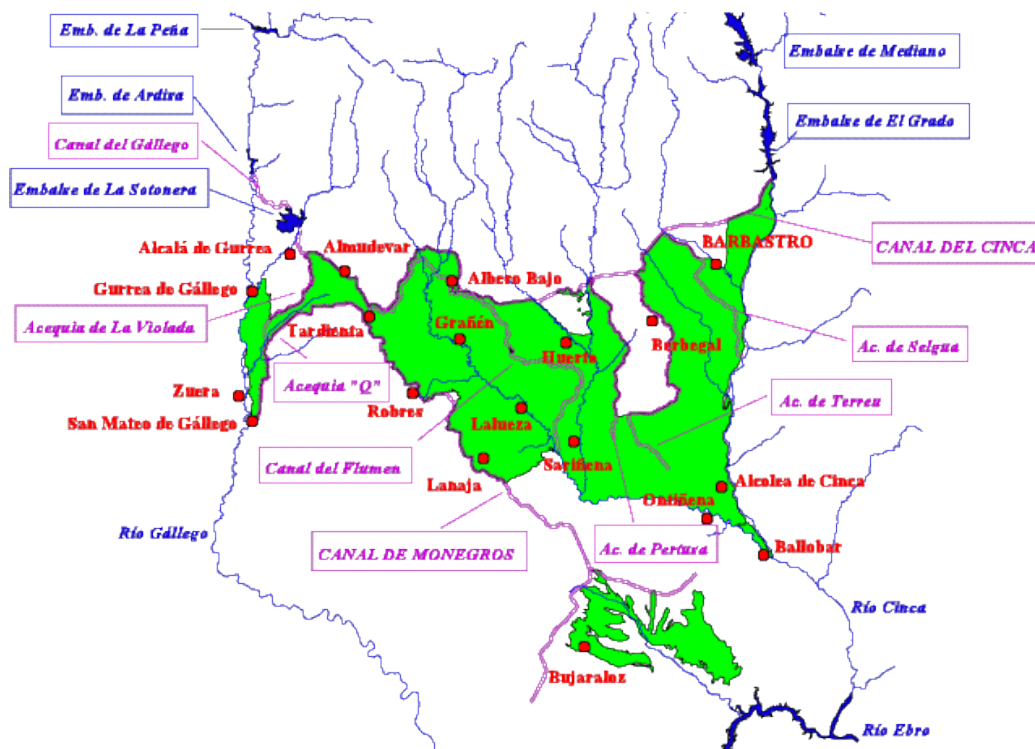 Emb. de La Peña
Embalse de Mediano
Emb. de Ardisa
Embalse de El Grado
Canal del Gállego
Embalse de La Sotonera
Alcalá de Gurrea
Almudevar
BARBASTRO
CANAL DEL CINCA
Gurrea de Gállego
Albero Bajo
Acequia de La Violada
Tardienta
Grañén
Huerto
Berbegal
Ac. de Selgua
Zuera
Acequia "Q"
Robres
Lalueza
Ac. de Terreu
San Mateo de Gállego
Canal del Flumen
Sariñena
Lanaja
Alcolea de Cinca
Ontiñena
Río Gállego
CANAL DE MONEGROS
Ac. de Pertusa
Ballobar
Río Cinca
Bujaraloz
Río Ebro